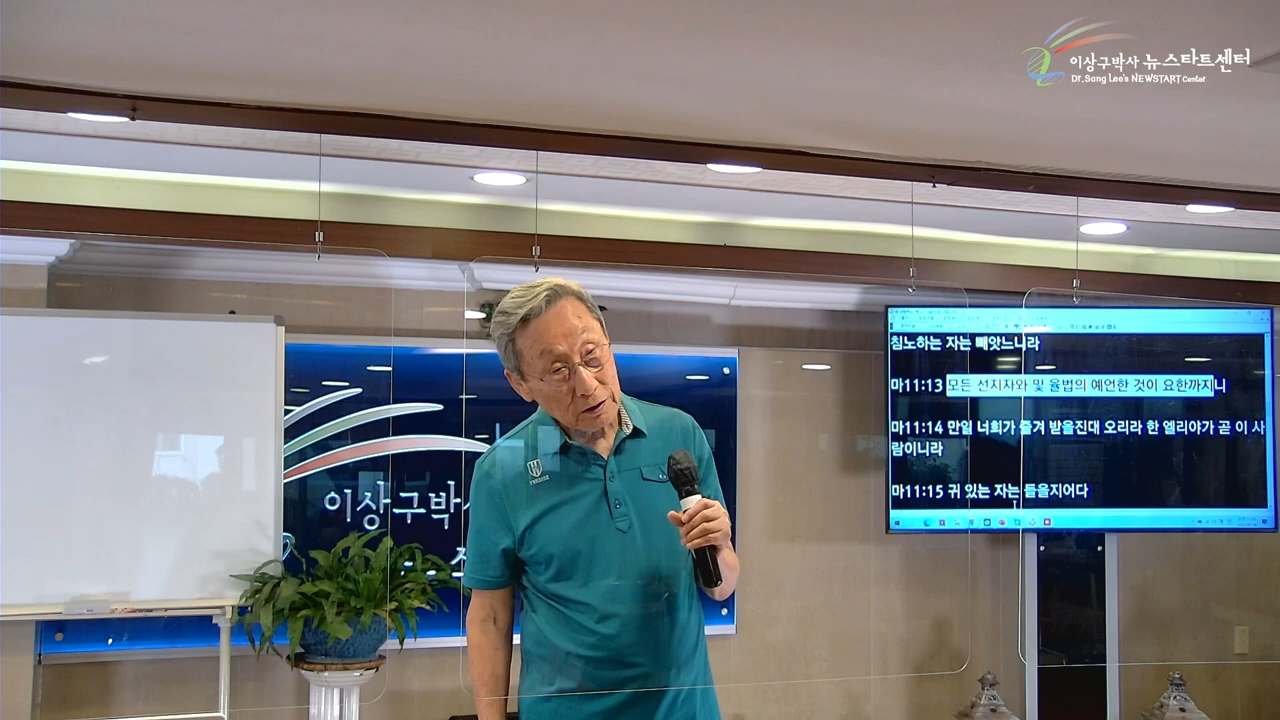 이상구박사 뉴스타트센터
Dr. Sang Lee's NEWSTART Center
침노하는 자는 빼앗느니라
마11:13 모든 선지자와 및 율법의 예언한 것이 요한까지니
마11:14 만일 너희가 즐겨 받을진대 오리라 한 엘리야가 곧 이 사
람이니라
마11:15 귀 있는 자는 들을지어다
이상구박사